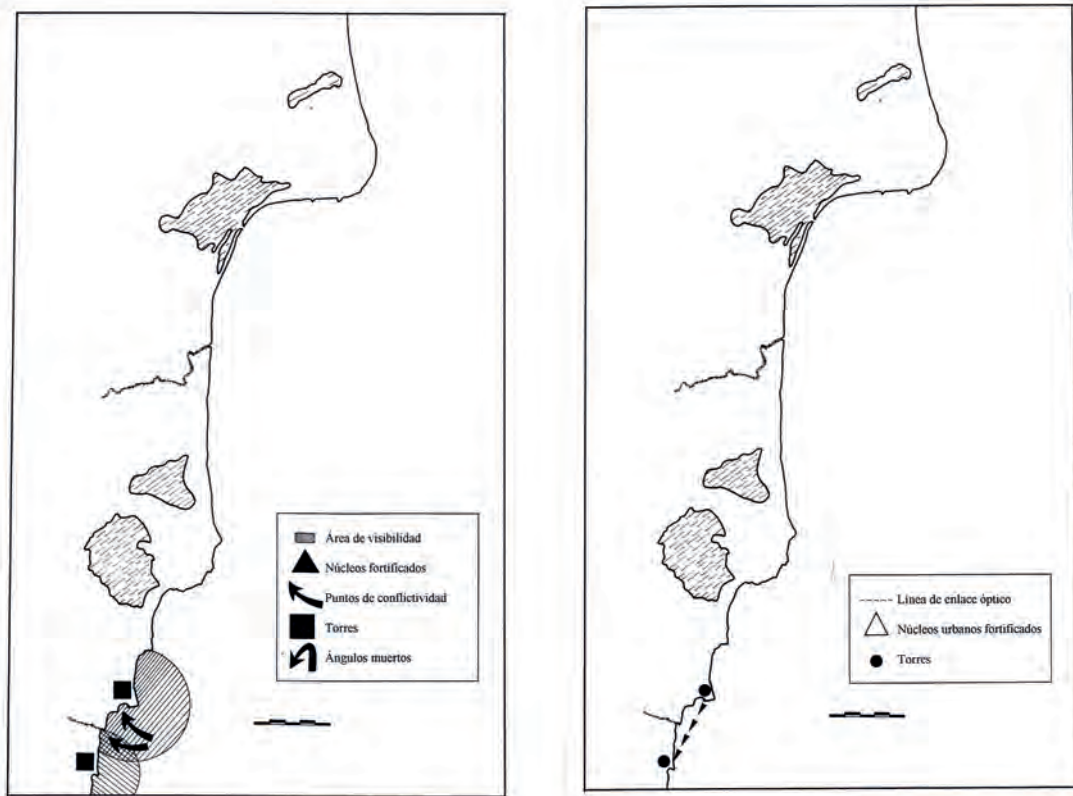 Área de visibilidad
Núcleos fortificados
Puntos de conflictividad
Torres
Ángulos muertos
Línea de enlace óptico
Núcleos urbanos fortificados
Torres